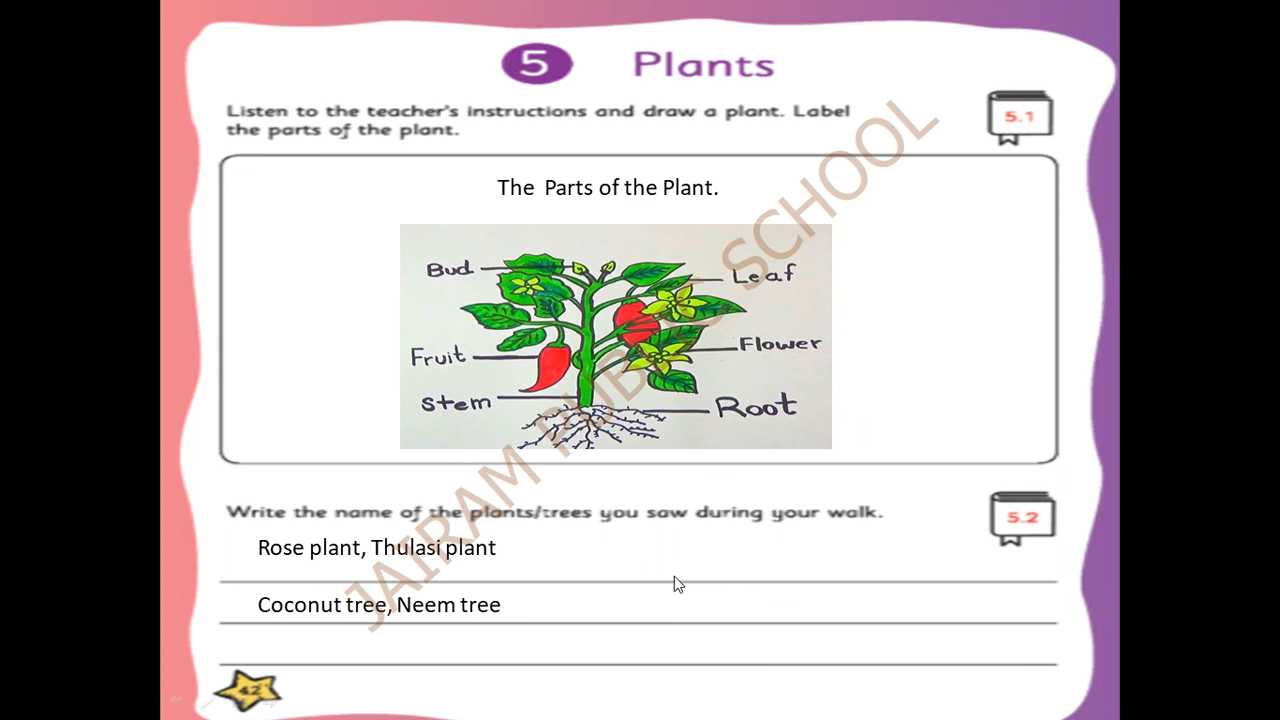 5 Plants
Listen to the teacher's instructions and draw a plant. Label
the parts of the plant.
5.1
The Parts of the Plant.
Bud
Leaf
Fruit
Flower
Stem
Root
Write the name of the plants/trees you saw during your walk.
5.2
Rose plant, Thulasi plant
Coconut tree, Neem tree
42
JAIRAM PUBLIC SCHOOL